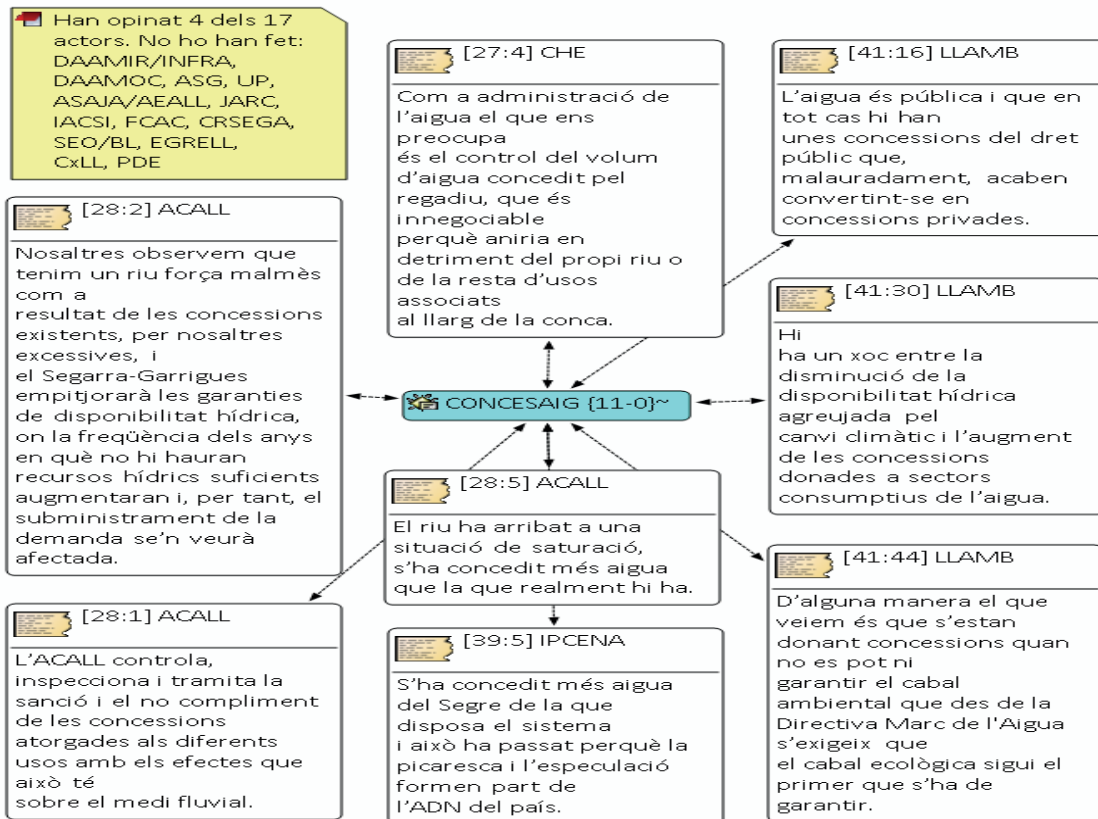 Han opinat 4 dels 17
actors. No ho han fet:
DAAMIR/INFRA,
DAAMOC, ASG, UP,
ASAJA/AEALL, JARC,
IACSI, FCAC, CRSEGA,
SEO/BL, EGRELL,
CxLL, PDE
[27:4] CHE
Com a administració de
l'aigua el que ens
preocupa
és el control del volum
d'aigua concedit pel
regadiu, que és
innegociable
perquè aniria en
detriment del propi riu o
de la resta d'usos
associats
al llarg de la conca.
[41:16] LLAMB
L'aigua és pública i que en
tot cas hi han
unes concessions del dret
públic que,
malauradament, acaben
convertint-se en
concessions privades.
[28:2] ACALL
Nosaltres observem que
tenim un riu força malmès
com a
resultat de les concessions
existents, per nosaltres
excessives, i
el Segarra-Garrigues
empitjorarà les garanties
de disponibilitat hídrica,
on la freqüència dels anys
en què no hi hauran
recursos hídrics suficients
augmentaran i, per tant, el
subministrament de la
demanda se'n veurà
afectada.
[41:30] LLAMB
Hi
ha un xoc entre la
disminució de la
disponibilitat hídrica
agreujada pel
canvi climàtic i l'augment
de les concessions
donades a sectors
consumptius de l'aigua.
CONCESAIG {11-0}~
[28:5] ACALL
El riu ha arribat a una
situació de saturació,
s'ha concedit més aigua
que la que realment hi ha.
[41:44] LLAMB
D'alguna manera el que
veiem és que s'estan
donant concessions quan
no es pot ni
garantir el cabal
ambiental que des de la
Directiva Marc de l'Aigua
s'exigeix que
el cabal ecològica sigui el
primer que s'ha de
garantir.
[28:1] ACALL
L'ACALL controla,
inspecciona i tramita la
sanció i el no compliment
de les concessions
atorgades als diferents
usos amb els efectes que
això té
sobre el medi fluvial.
[39:5] IPCENA
S'ha concedit més aigua
del Segre de la que
disposa el sistema
i això ha passat perquè la
picaresca i l'especulació
formen part de
l'ADN del país.